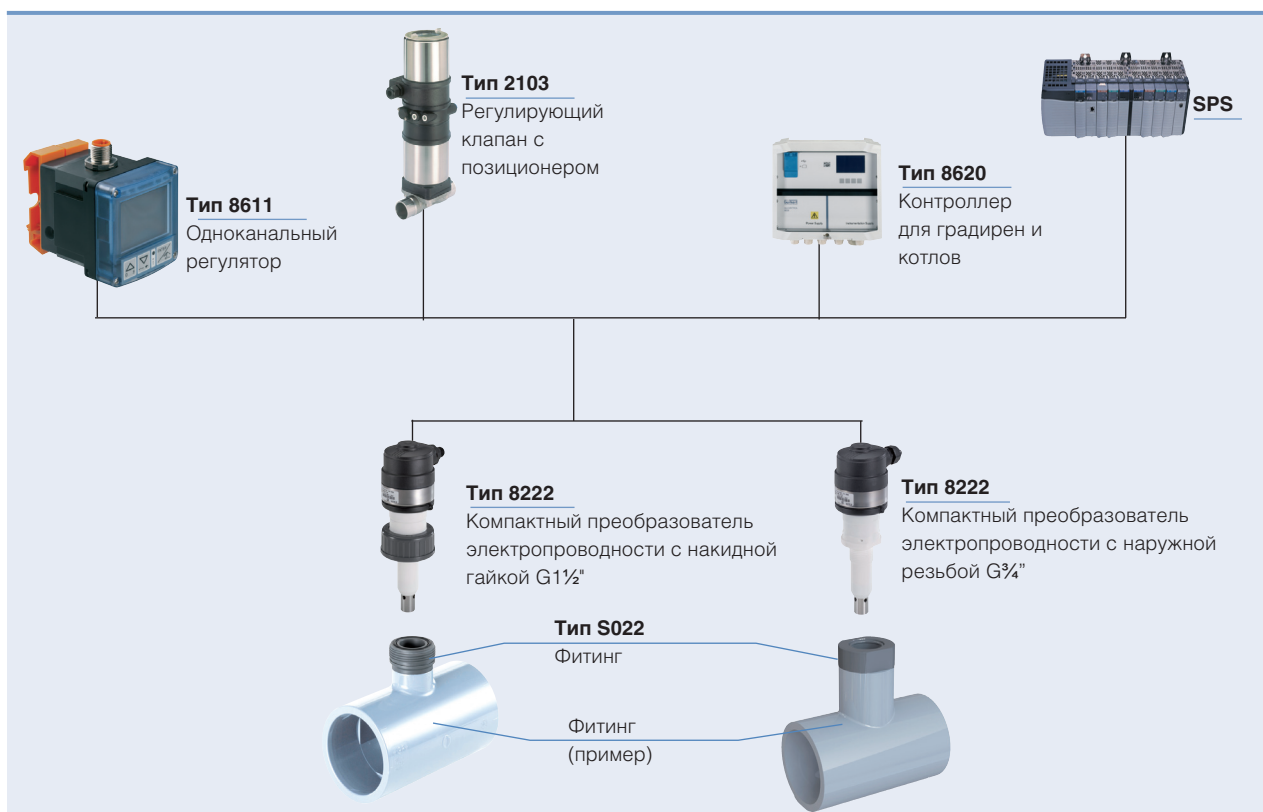 Тип 2103
Регулирующий
клапан с
позиционером
SPS
Тип 8611
Одноканальный
регулятор
Тип 8620
Контроллер
для градирен и
котлов
Тип 8222
Компактный преобразователь
электропроводности с накидной
гайкой G1½"
Тип 8222
Компактный преобразователь
электропроводности с наружной
резьбой G¾”
Тип S022
Фитинг
Фитинг
(пример)